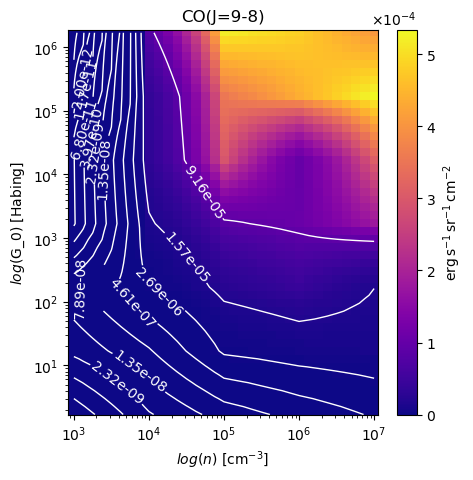 CO(J=9-8)
×10⁻⁴
log(G_0) [Habing]
10⁶
10⁵
10⁴
10³
10²
10¹
9.16e-05
1.57e-05
2.69e-06
4.61e-07
7.89e-08
1.35e-08
2.32e-09
1.35e-08
2.32e-09
10³
10⁴
10⁵
10⁶
10⁷
log(n) [cm⁻³]
5
4
3
2
1
0
erg s⁻¹ sr⁻¹ cm⁻²